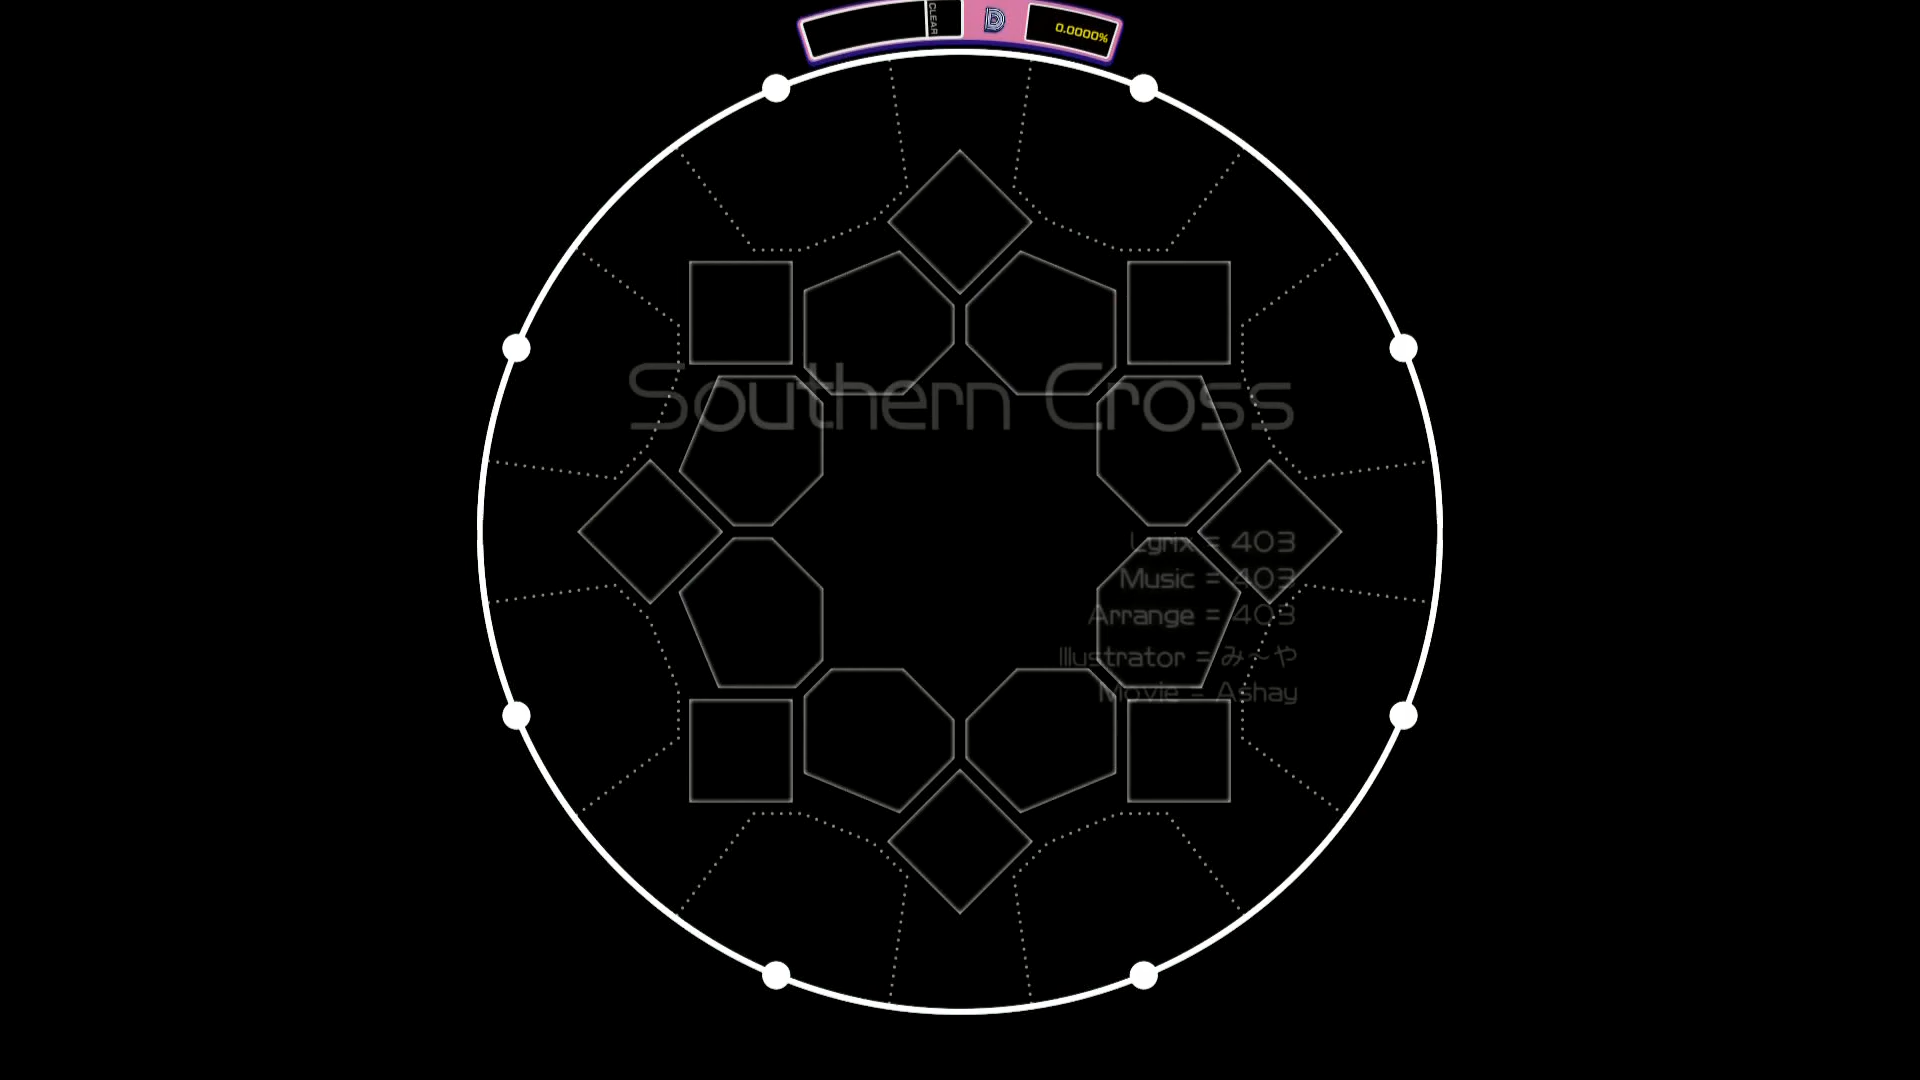 CLEAR
D
0.0000%
Southern Cross
Lyrix = 403
Music = 403
Arrange = 403
Illustrator = み～や
Movie = Ashay